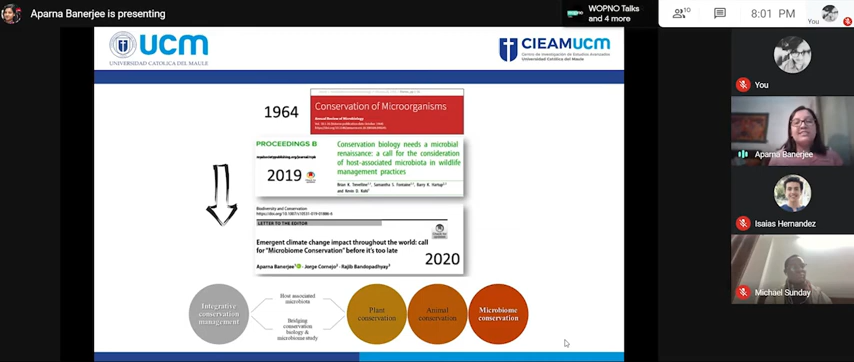 Aparna Banerjee is presenting
WOPNO Talks
and 4 more
10
8:01 PM
You
UCM
UNIVERSIDAD CATOLICA DEL MAULE
CIEAMUCM
Centro de Investigación de Estudios Avanzados
Universidad Católica del Maule
1964
Conservation of Microorganisms
Annual Review of Microbiology
PROCEEDINGS B
Conservation biology needs a microbial
renaissance: a call for the consideration
of host-associated microbiota in wildlife
management practices
2019
Biodiversity and Conservation
LETTER TO THE EDITOR
Emergent climate change impact throughout the world: call
for "Microbiome Conservation" before it's too late
2020
Aparna Banerjee · Jorge Cornejo · Rajib Bandopadhyay
Integrative
conservation
management
Host associated
microbiota
Bridging
conservation
biology &
microbiome study
Plant
conservation
Animal
conservation
Microbiome
conservation
You
Aparna Banerjee
Isaias Hernandez
Michael Sunday